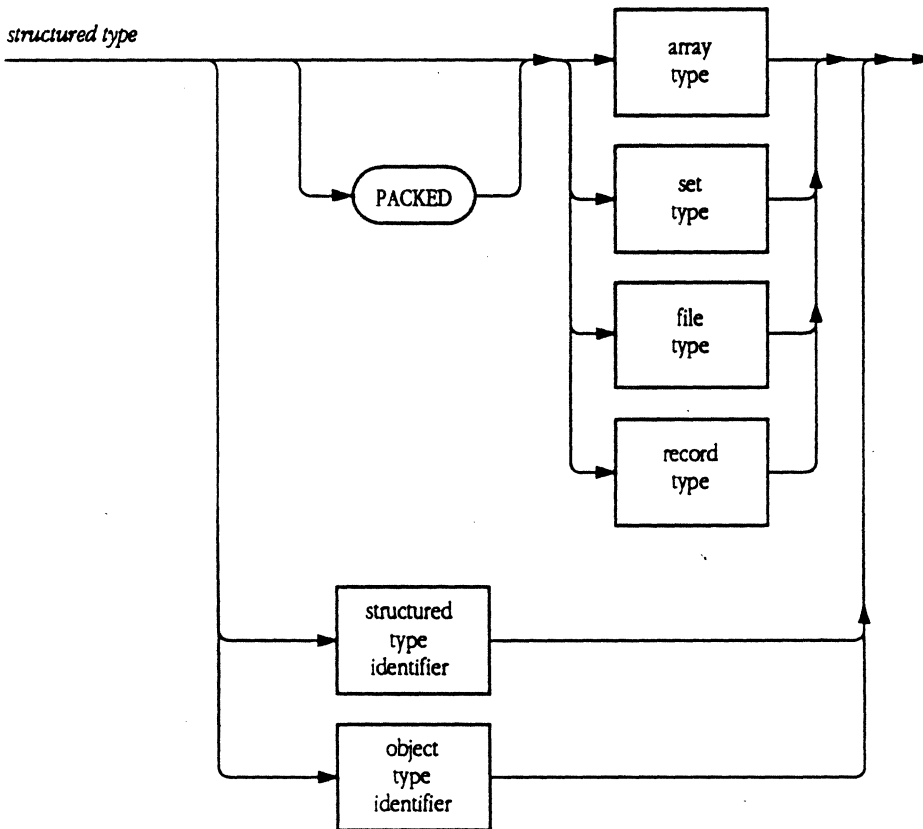 structured type
array
type
PACKED
set
type
file
type
record
type
structured
type
identifier
object
type
identifier